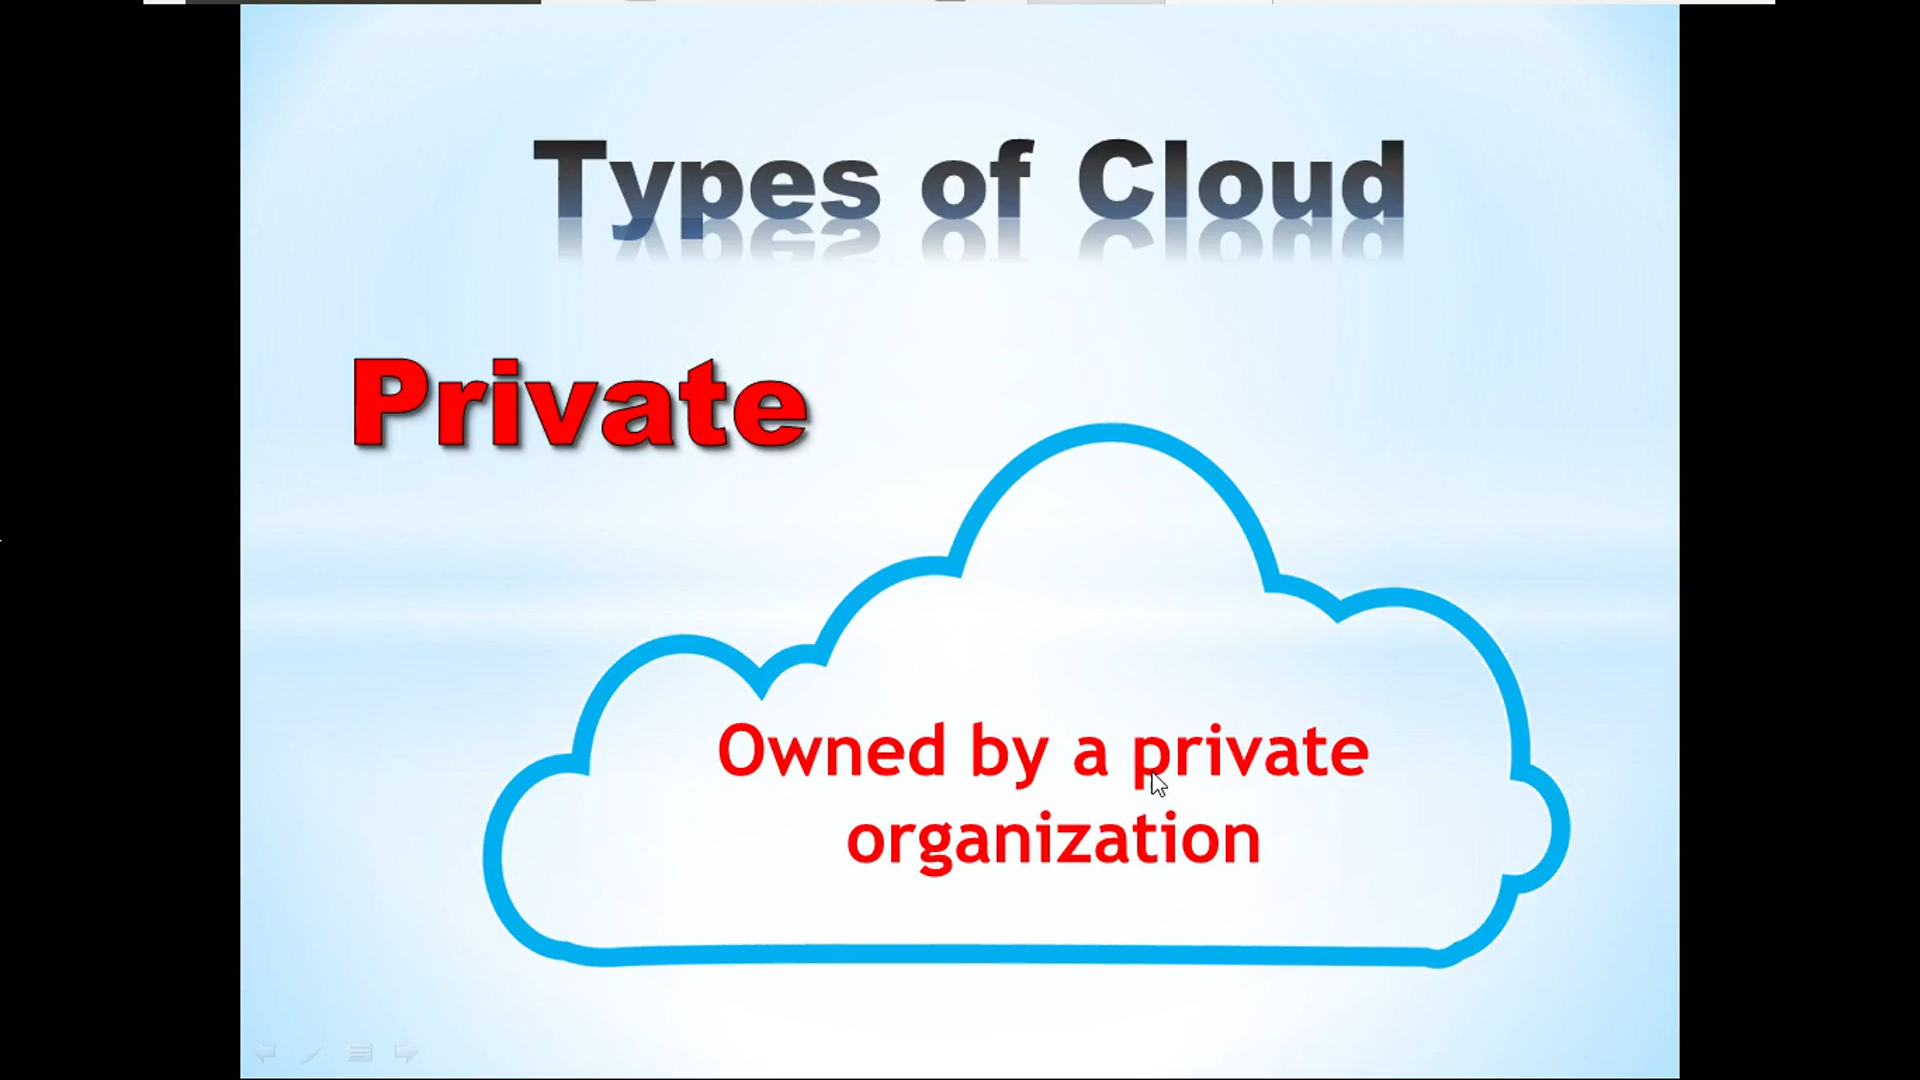 Types of Cloud
Private
Owned by a private
organization